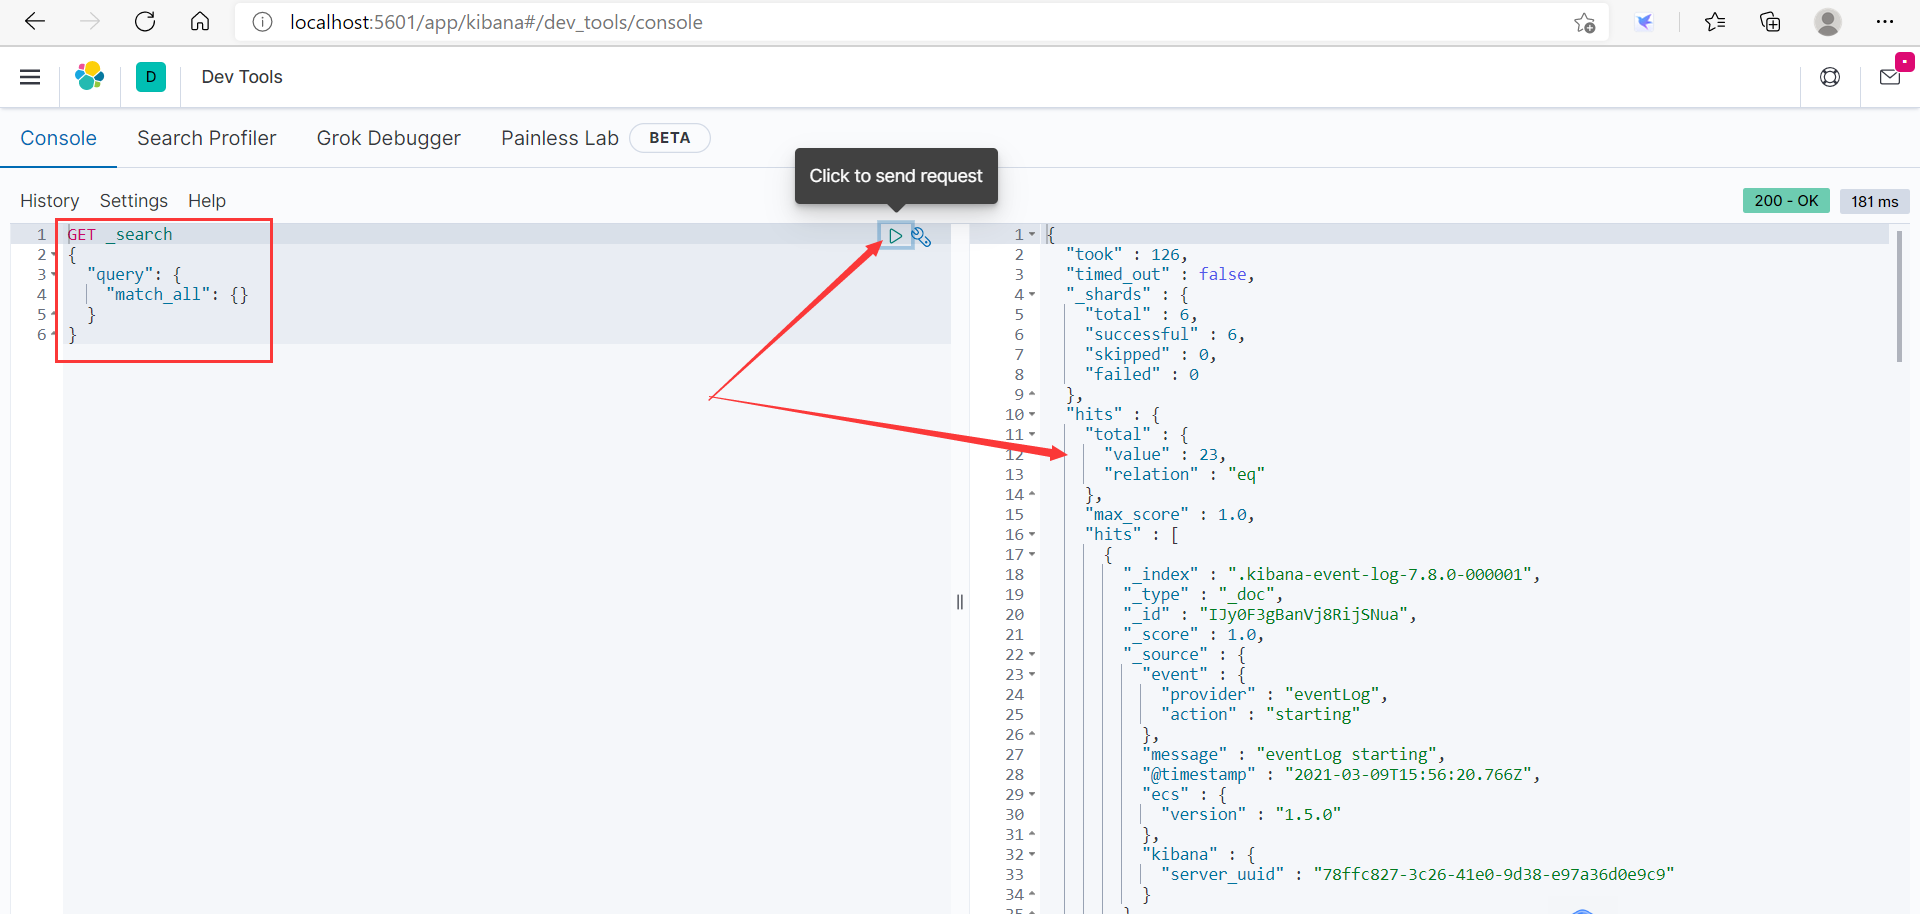 localhost:5601/app/kibana#/dev_tools/console
D Dev Tools
Console Search Profiler Grok Debugger Painless Lab BETA
Click to send request
History Settings Help
200 - OK 181 ms
1 GET _search
2 {
3 "query": {
4 "match_all": {}
5 }
6 }
1 {
2 "took" : 126,
3 "timed_out" : false,
4 "_shards" : {
5 "total" : 6,
6 "successful" : 6,
7 "skipped" : 0,
8 "failed" : 0
9 },
10 "hits" : {
11 "total" : {
12 "value" : 23,
13 "relation" : "eq"
14 },
15 "max_score" : 1.0,
16 "hits" : [
17 {
18 "_index" : ".kibana-event-log-7.8.0-000001",
19 "_type" : "_doc",
20 "_id" : "IJy0F3gBanVj8RijSNua",
21 "_score" : 1.0,
22 "_source" : {
23 "event" : {
24 "provider" : "eventLog",
25 "action" : "starting"
26 },
27 "message" : "eventLog starting",
28 "@timestamp" : "2021-03-09T15:56:20.766Z",
29 "ecs" : {
30 "version" : "1.5.0"
31 },
32 "kibana" : {
33 "server_uuid" : "78ffc827-3c26-41e0-9d38-e97a36d0e9c9"
34 }
35 }